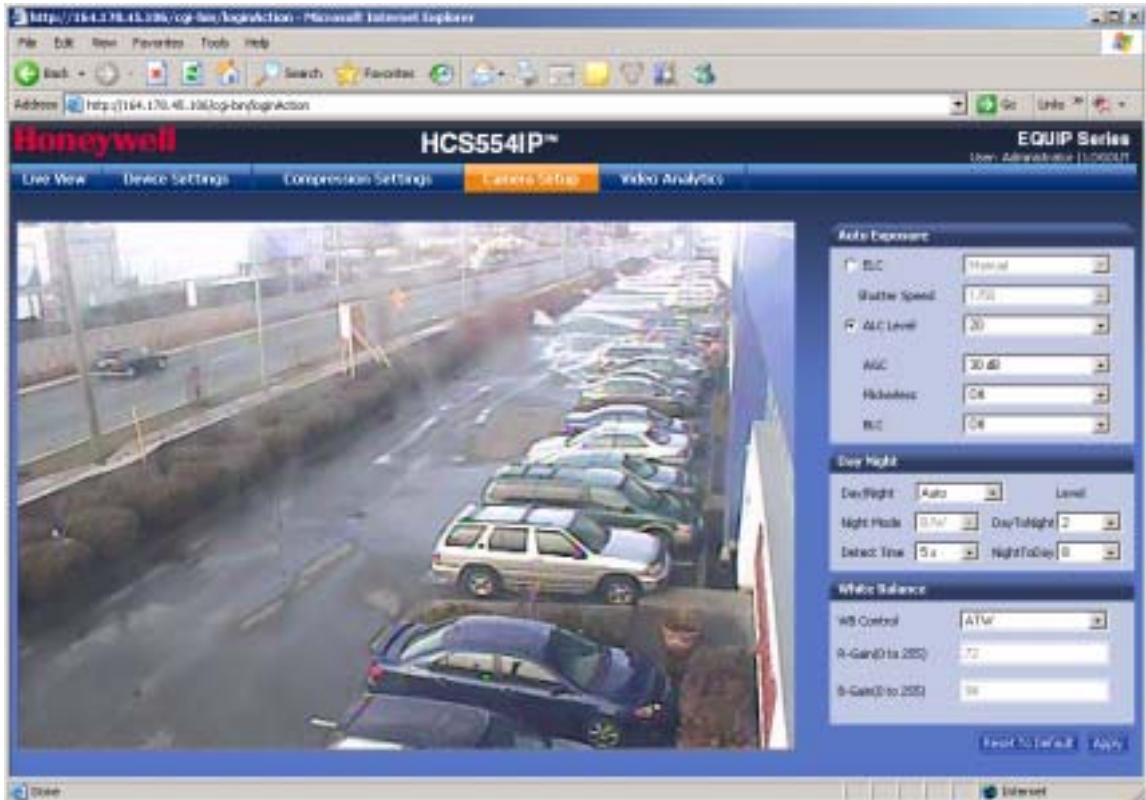 http://164.178.45.106/cgi-bin/loginAction - Microsoft Internet Explorer
File Edit View Favorites Tools Help
Back Search Favorites
Address http://164.178.45.106/cgi-bin/loginAction Go Links
Honeywell HCS554IP™ EQUIP Series
User: Administrator | LOGOUT
Live View Device Settings Compression Settings Camera Setup Video Analytics
Auto Exposure
ELC Manual
Shutter Speed
ALC Level 20
AGC 30 dB
Flickerless Off
BLC Off
Day Night
Day/Night Auto Level
Night Mode B/W DayToNight 2
Detect Time 5 s NightToDay 8
White Balance
WB Control ATW
R-Gain(0 to 255) 72
B-Gain(0 to 255)
Reset To Default Apply
Done Internet